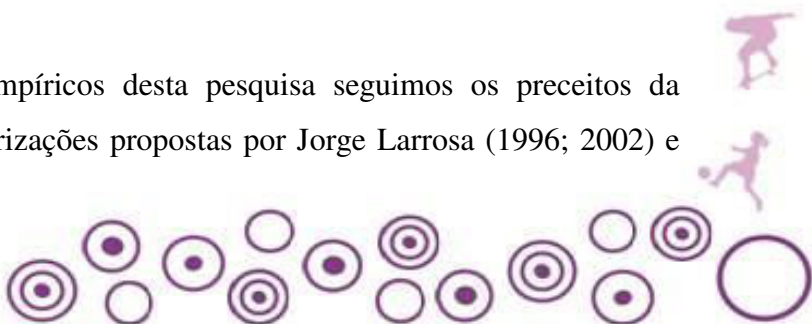 mpíricos desta pesquisa seguimos os preceitos da
rizações propostas por Jorge Larrosa (1996; 2002) e